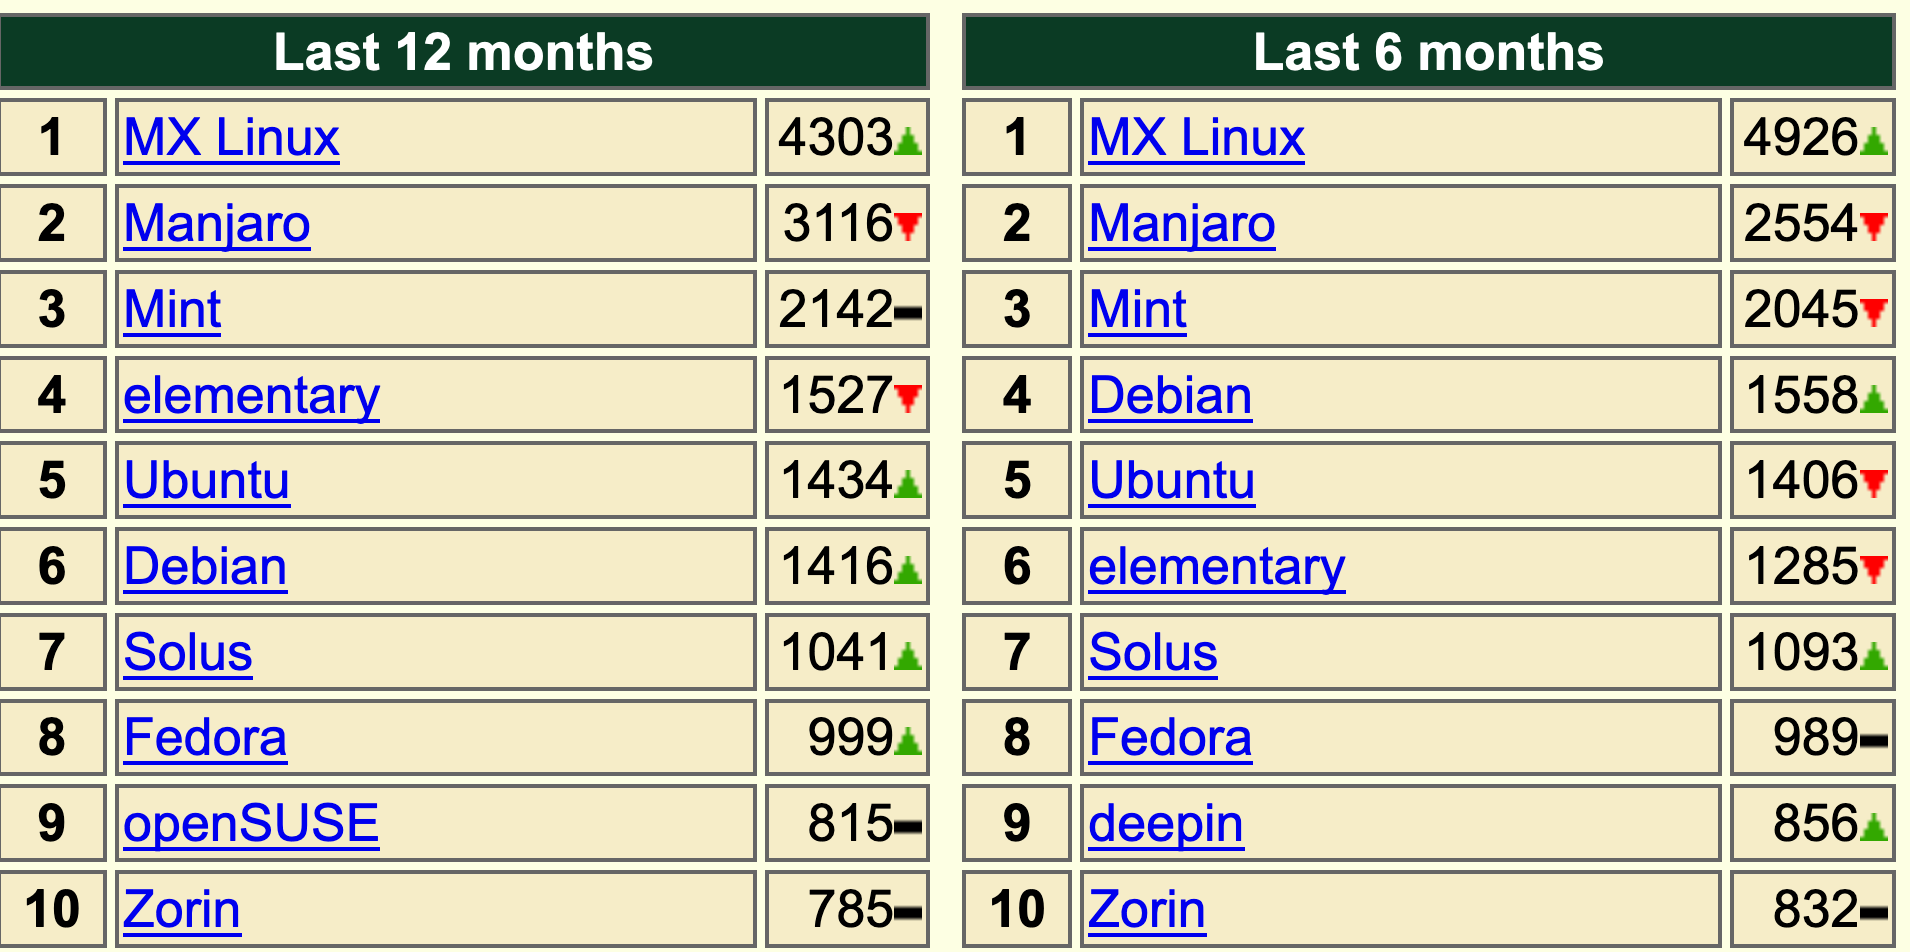 Last 12 months
1 MX Linux 4303
2 Manjaro 3116
3 Mint 2142
4 elementary 1527
5 Ubuntu 1434
6 Debian 1416
7 Solus 1041
8 Fedora 999
9 openSUSE 815
10 Zorin 785
Last 6 months
1 MX Linux 4926
2 Manjaro 2554
3 Mint 2045
4 Debian 1558
5 Ubuntu 1406
6 elementary 1285
7 Solus 1093
8 Fedora 989
9 deepin 856
10 Zorin 832